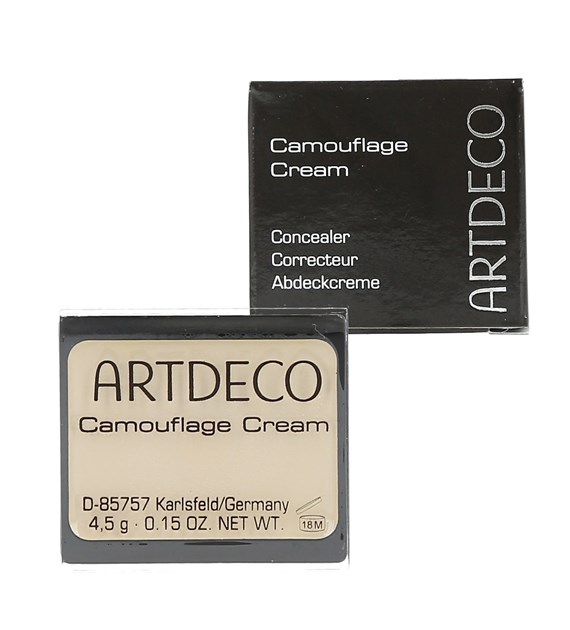 Camouflage
Cream
Concealer
Correcteur
Abdeckcreme
ARTDECO
ARTDECO
Camouflage Cream
D-85757 Karlsfeld/Germany
4,5 g · 0.15 OZ. NET WT.
18M